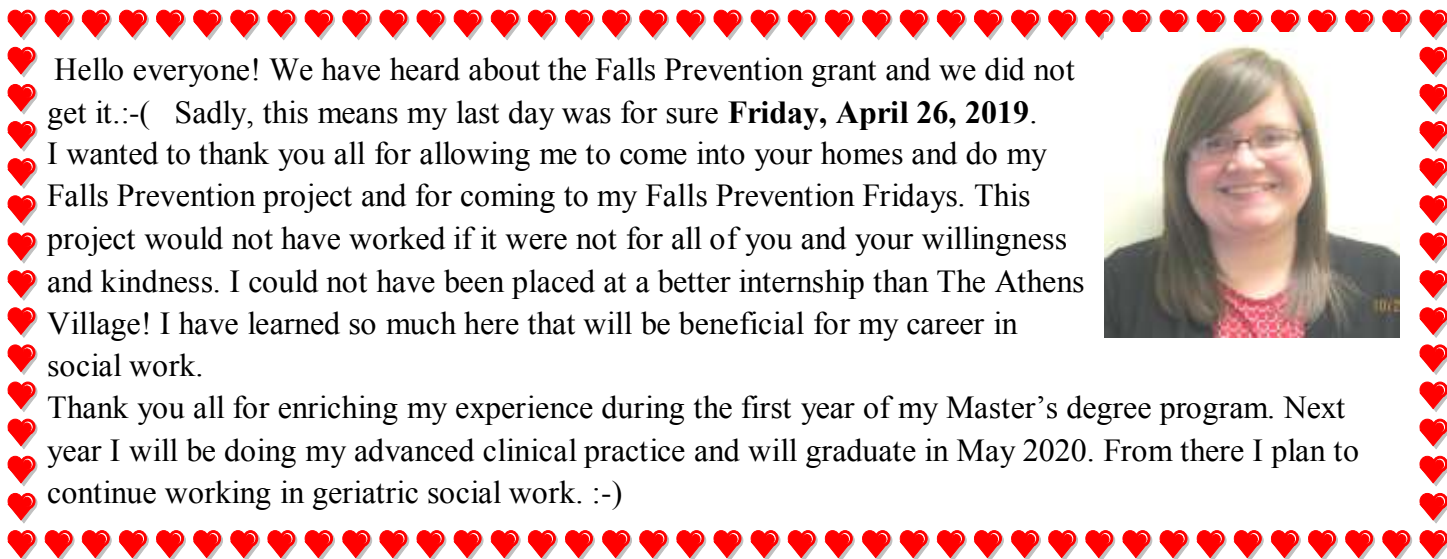 Hello everyone! We have heard about the Falls Prevention grant and we did not
get it.:-(   Sadly, this means my last day was for sure Friday, April 26, 2019.
I wanted to thank you all for allowing me to come into your homes and do my
Falls Prevention project and for coming to my Falls Prevention Fridays. This
project would not have worked if it were not for all of you and your willingness
and kindness. I could not have been placed at a better internship than The Athens
Village! I have learned so much here that will be beneficial for my career in
social work.
Thank you all for enriching my experience during the first year of my Master’s degree program. Next
year I will be doing my advanced clinical practice and will graduate in May 2020. From there I plan to
continue working in geriatric social work. :-)
10/2